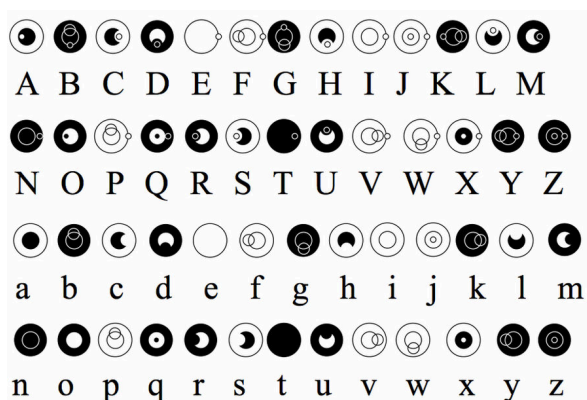 A B C D E F G H I J K L M
N O P Q R S T U V W X Y Z
a b c d e f g h i j k l m
n o p q r s t u v w x y z